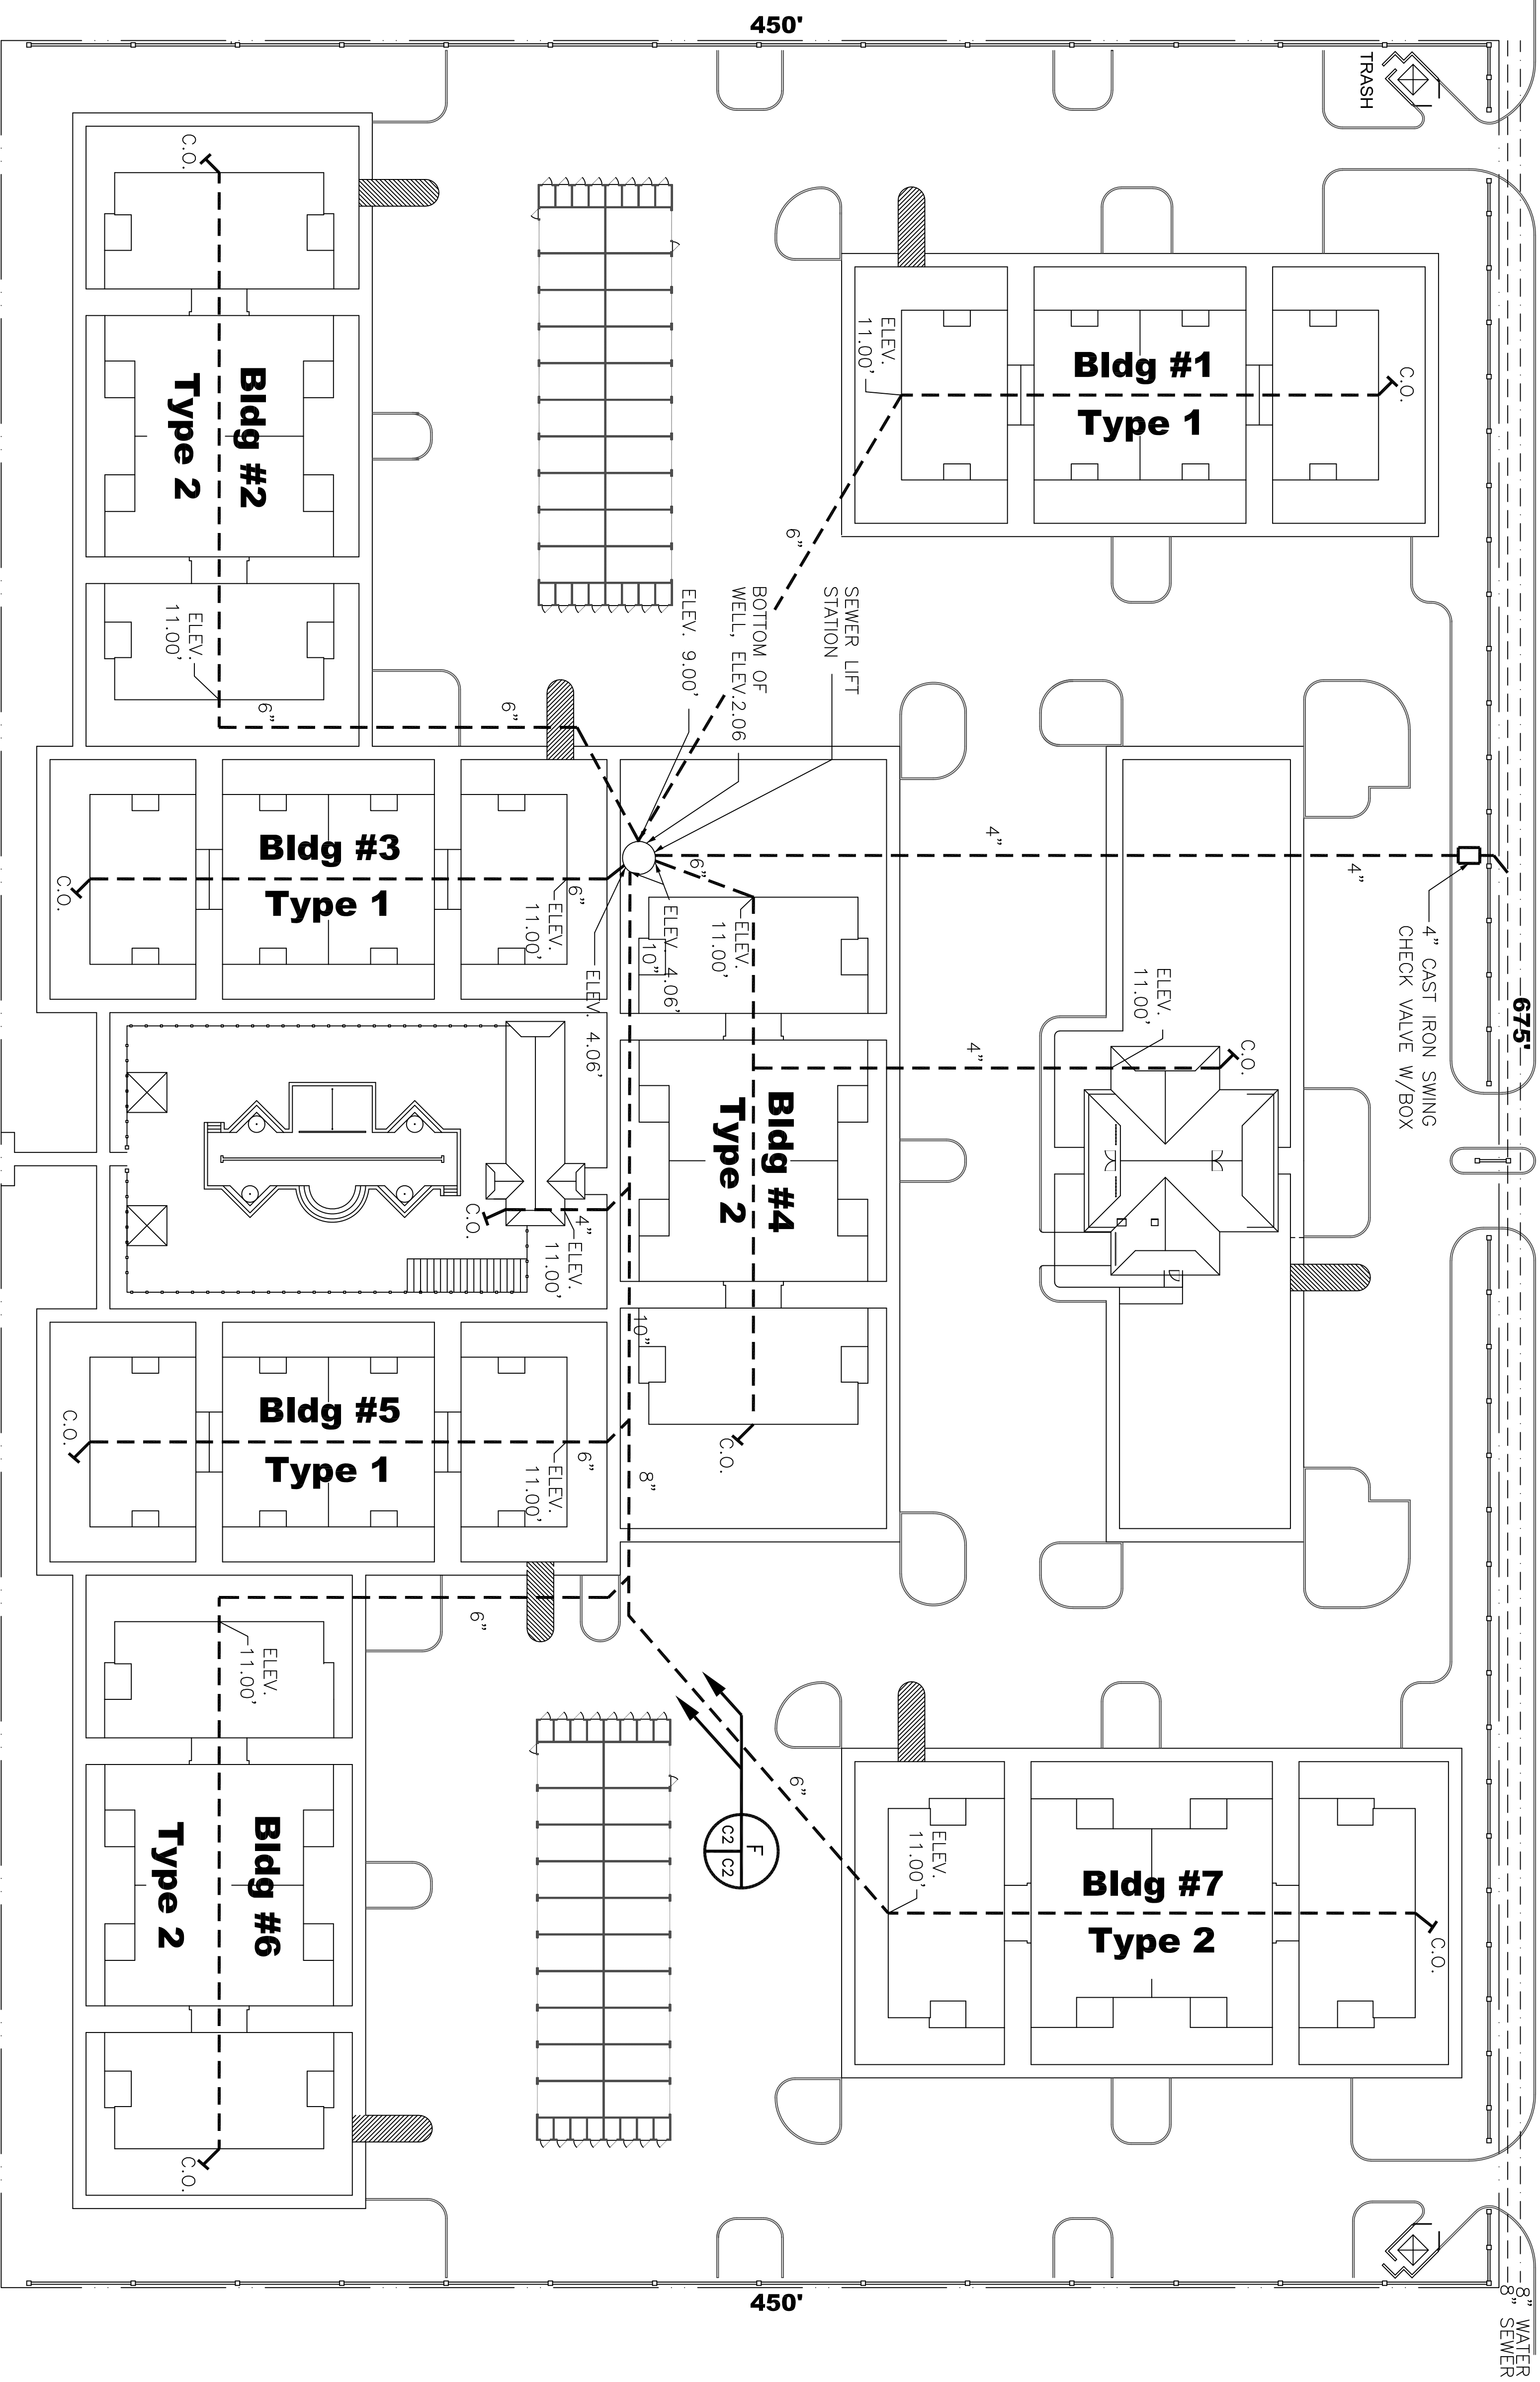 450'
TRASH
C.O.
Bldg #1
Type 1
C.O.
ELEV.
11.00'
Bldg #2
Type 2
6”
SEWER LIFT
STATION
BOTTOM OF
WELL, ELEV.2.06
ELEV. 9.00'
ELEV.
11.00'
6”
6”
4”
4”
4” CAST IRON SWING
CHECK VALVE W/BOX
675'
Bldg #3
Type 1
C.O.
6”
ELEV.
11.00'
6”
ELEV. 4.06'
10”
ELEV. 4.06'
ELEV.
11.00'
ELEV.
11.00'
4”
C.O.
Bldg #4
Type 2
C.O.
4”
ELEV.
11.00'
10”
Bldg #5
Type 1
C.O.
6”
ELEV.
11.00'
8”
C.O.
6”
ELEV.
11.00'
6”
F
C2
C2
ELEV.
11.00'
Bldg #7
Type 2
C.O.
Bldg #6
Type 2
C.O.
8” WATER
8” SEWER
450'